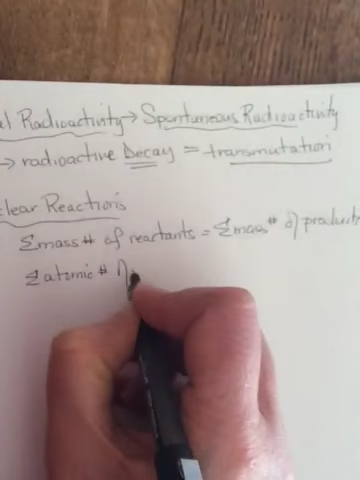 al Radioactivity → Spontaneous Radioactivity
→ radioactive Decay = transmutation
clear Reactions
Σ mass # of reactants = Σ mass # of products
Σ atomic #